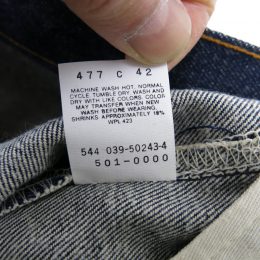 477 C 42
MACHINE WASH HOT, NORMAL
CYCLE TUMBLE DRY. WASH AND
DRY WITH LIKE COLORS. COLOR
MAY TRANSFER WHEN NEW
WASH BEFORE WEARING.
SHRINKS APPROXIMATELY 10%
WPL 423
544 039-50243-4
501-0000